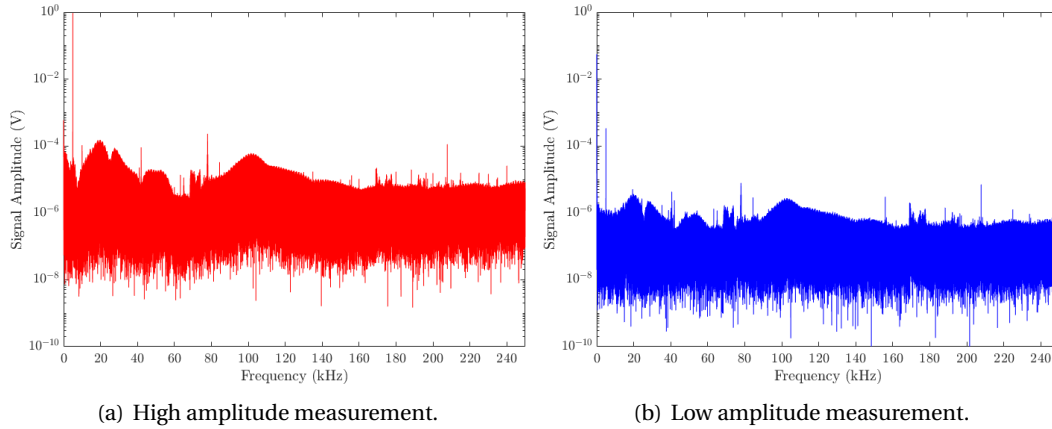 10^0
10^-2
10^-4
10^-6
10^-8
10^-10
Signal Amplitude (V)
0 20 40 60 80 100 120 140 160 180 200 220 240
Frequency (kHz)
(a) High amplitude measurement.
10^0
10^-2
10^-4
10^-6
10^-8
10^-10
Signal Amplitude (V)
0 20 40 60 80 100 120 140 160 180 200 220 240
Frequency (kHz)
(b) Low amplitude measurement.